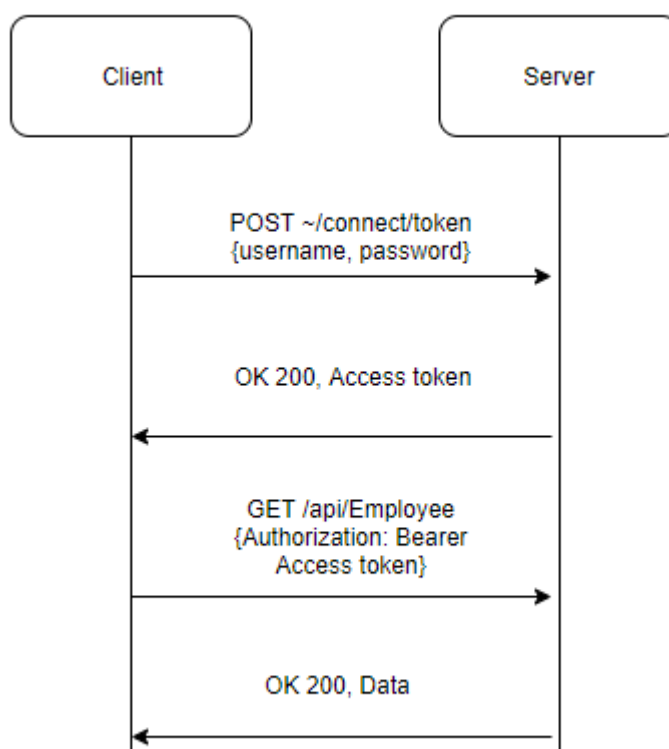 Client
Server
POST ~/connect/token
{username, password}
OK 200, Access token
GET /api/Employee
{Authorization: Bearer
Access token}
OK 200, Data